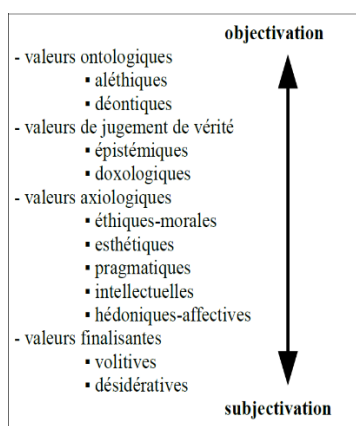 objectivation
- valeurs ontologiques
▪ aléthiques
▪ déontiques
- valeurs de jugement de vérité
▪ épistémiques
▪ doxologiques
- valeurs axiologiques
▪ éthiques-morales
▪ esthétiques
▪ pragmatiques
▪ intellectuelles
▪ hédoniques-affectives
- valeurs finalisantes
▪ volitives
▪ désidératives
subjectivation